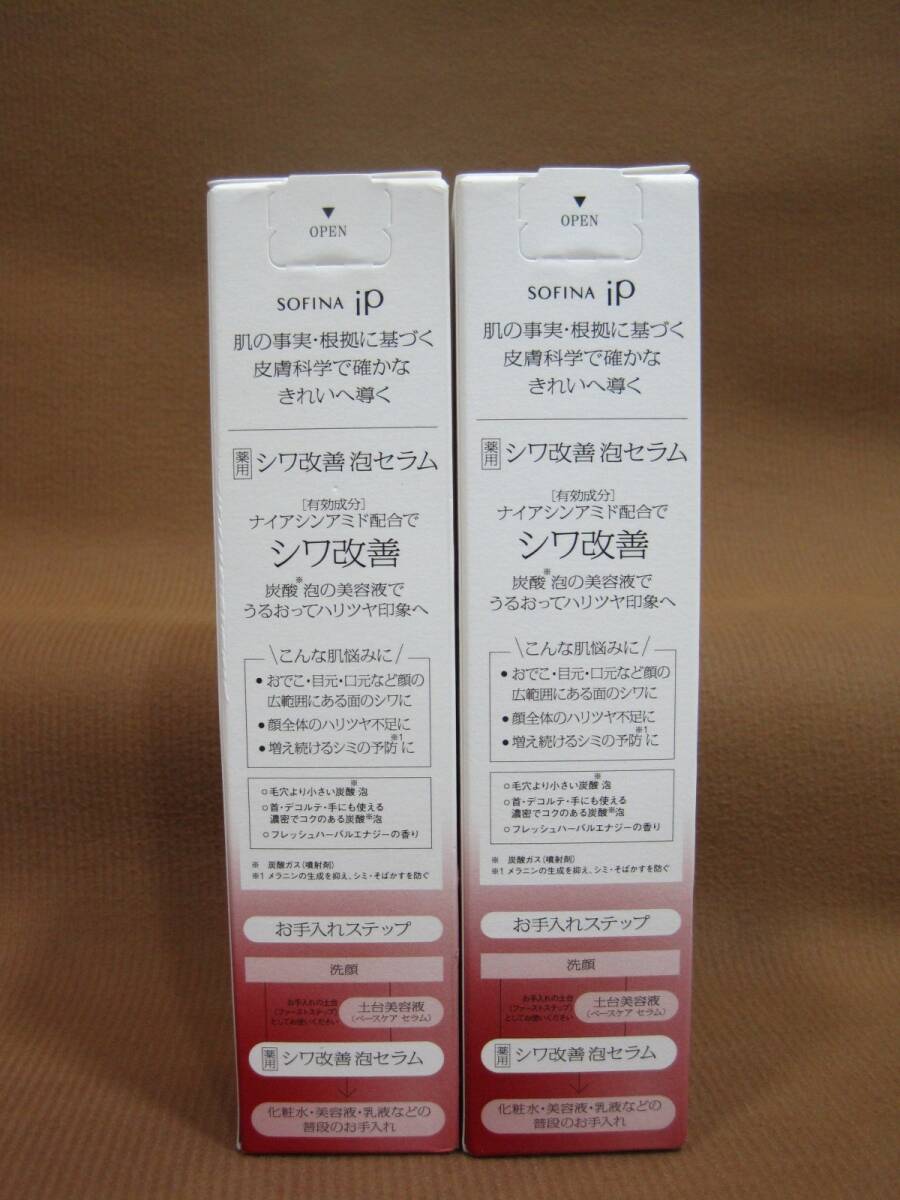 ▼
OPEN
SOFINA iP
肌の事実・根拠に基づく
皮膚科学で確かな
きれいへ導く
薬用 シワ改善 泡セラム
［有効成分］
ナイアシンアミド配合で
シワ改善
炭酸※泡の美容液で
うるおってハリツヤ印象へ
\こんな肌悩みに/
● おでこ・目元・口元など顔の
広範囲にある面のシワに
● 顔全体のハリツヤ不足に
● 増え続けるシミの予防※1に
○毛穴より小さい炭酸※泡
○首・デコルテ・手にも使える
濃密でコクのある炭酸※泡
○フレッシュハーバルエナジーの香り
※ 炭酸ガス（噴射剤）
※1 メラニンの生成を抑え、シミ・そばかすを防ぐ
お手入れステップ
洗顔
お手入れの土台
（ファーストステップ）
としてお使いください
土台美容液
（ベースケア セラム）
薬用 シワ改善 泡セラム
化粧水・美容液・乳液などの
普段のお手入れ
▼
OPEN
SOFINA iP
肌の事実・根拠に基づく
皮膚科学で確かな
きれいへ導く
薬用 シワ改善 泡セラム
［有効成分］
ナイアシンアミド配合で
シワ改善
炭酸※泡の美容液で
うるおってハリツヤ印象へ
\こんな肌悩みに/
● おでこ・目元・口元など顔の
広範囲にある面のシワに
● 顔全体のハリツヤ不足に
● 増え続けるシミの予防※1に
○毛穴より小さい炭酸※泡
○首・デコルテ・手にも使える
濃密でコクのある炭酸※泡
○フレッシュハーバルエナジーの香り
※ 炭酸ガス（噴射剤）
※1 メラニンの生成を抑え、シミ・そばかすを防ぐ
お手入れステップ
洗顔
お手入れの土台
（ファーストステップ）
としてお使いください
土台美容液
（ベースケア セラム）
薬用 シワ改善 泡セラム
化粧水・美容液・乳液などの
普段のお手入れ